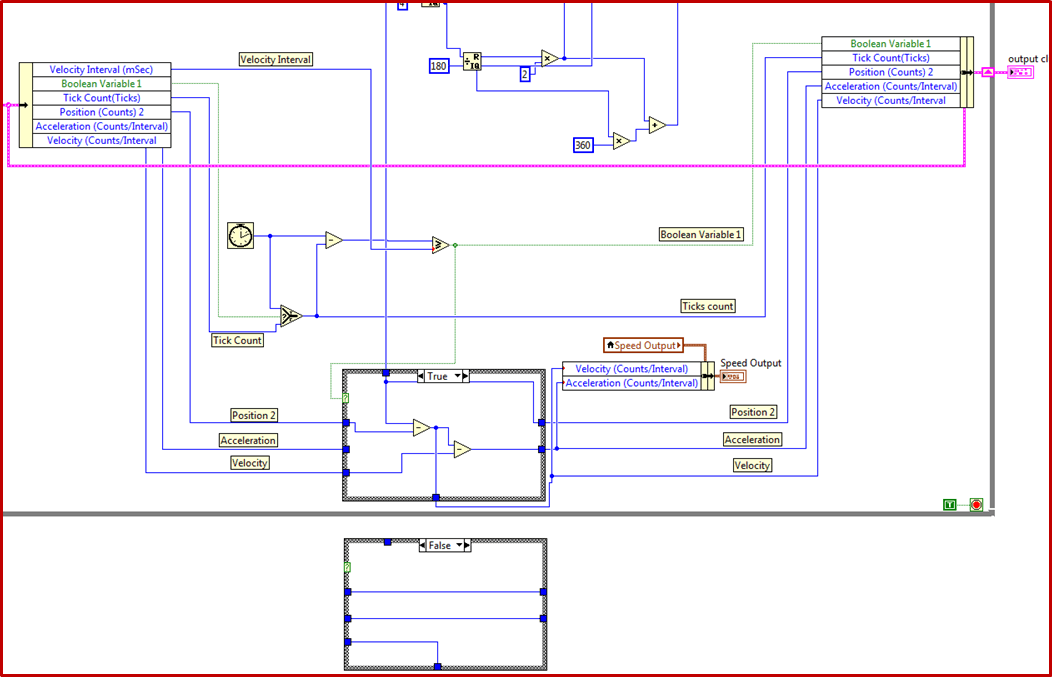 4
180
R
IQ
x
2
360
x
+
Velocity Interval
Velocity Interval (mSec)
Boolean Variable 1
Tick Count(Ticks)
Position (Counts) 2
Acceleration (Counts/Interval)
Velocity (Counts/Interval
Boolean Variable 1
Tick Count(Ticks)
Position (Counts) 2
Acceleration (Counts/Interval)
Velocity (Counts/Interval
output cl
-
≥
Boolean Variable 1
?
Tick Count
Ticks count
Speed Output
Velocity (Counts/Interval)
Acceleration (Counts/Interval)
Speed Output
True
?
-
-
Position 2
Acceleration
Velocity
Position 2
Acceleration
Velocity
T
False
?